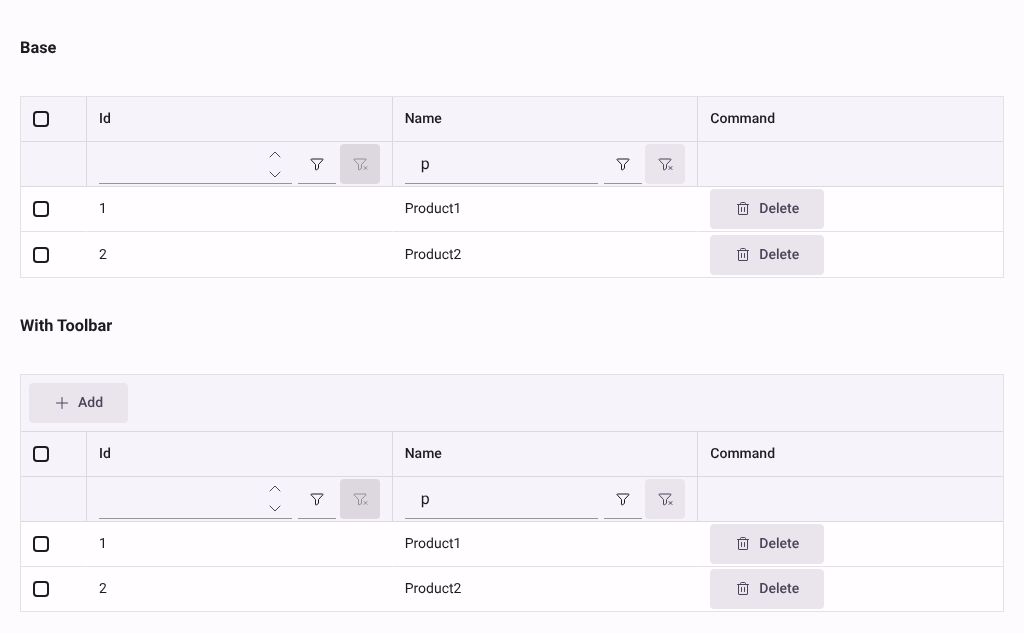 Base
Id Name Command
p
1 Product1 Delete
2 Product2 Delete
With Toolbar
Add
Id Name Command
p
1 Product1 Delete
2 Product2 Delete